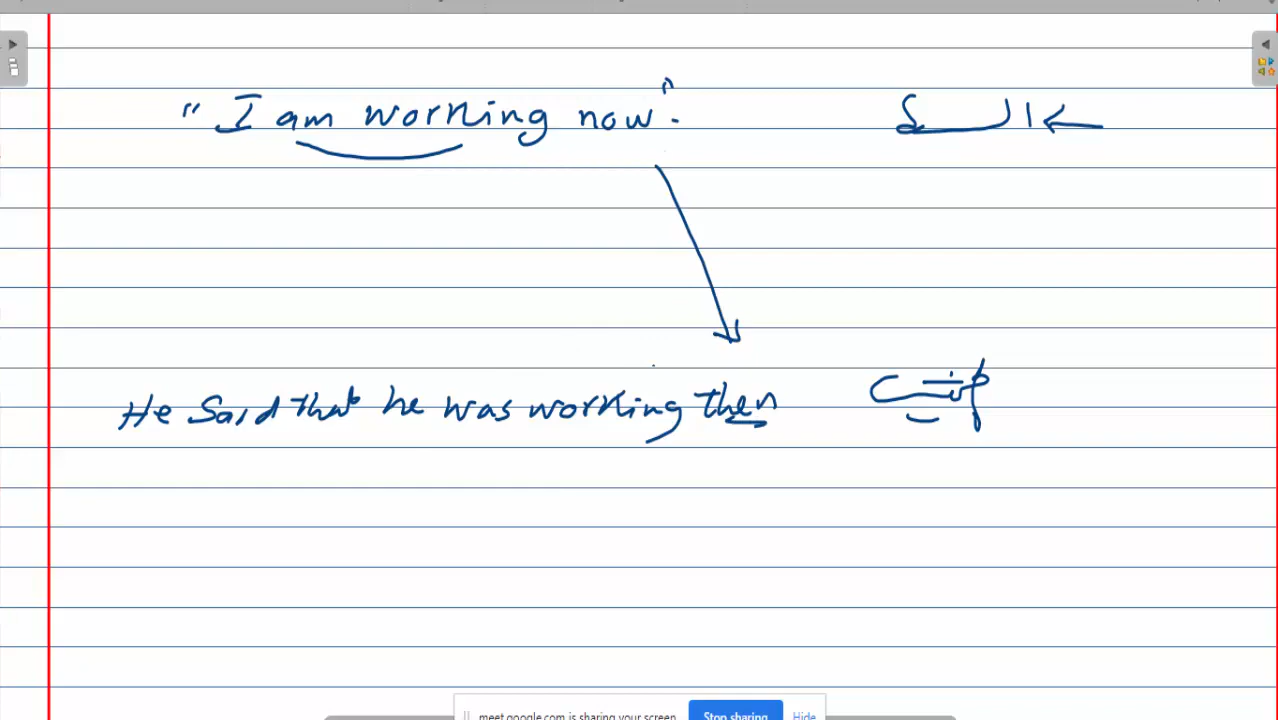 "I am working now".
He said that he was working then
meet.google.com is sharing your screen.
Stop sharing
Hide